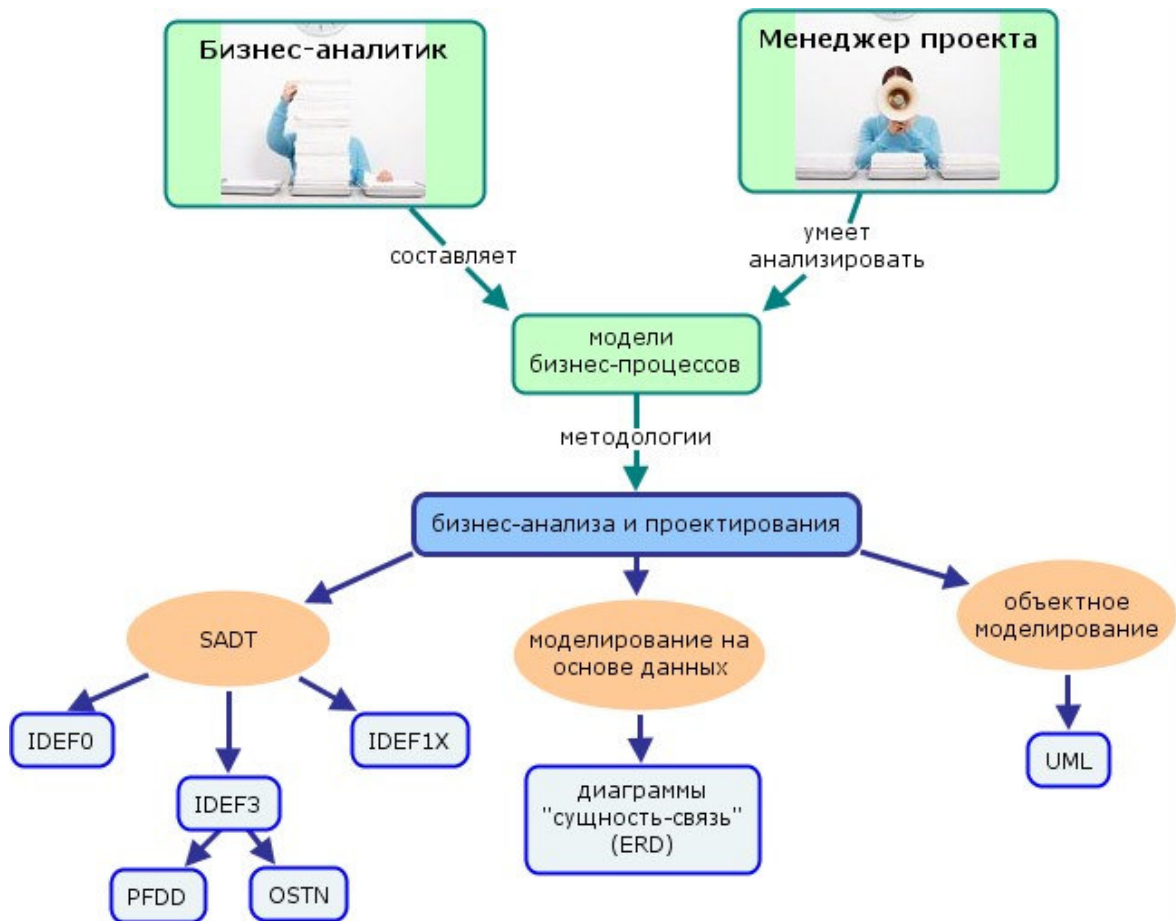 Бизнес-аналитик
Менеджер проекта
составляет
умеет
анализировать
модели
бизнес-процессов
методологии
бизнес-анализа и проектирования
SADT
моделирование на
основе данных
объектное
моделирование
IDEF0
IDEF1X
IDEF3
PFDD
OSTN
диаграммы
"сущность-связь"
(ERD)
UML